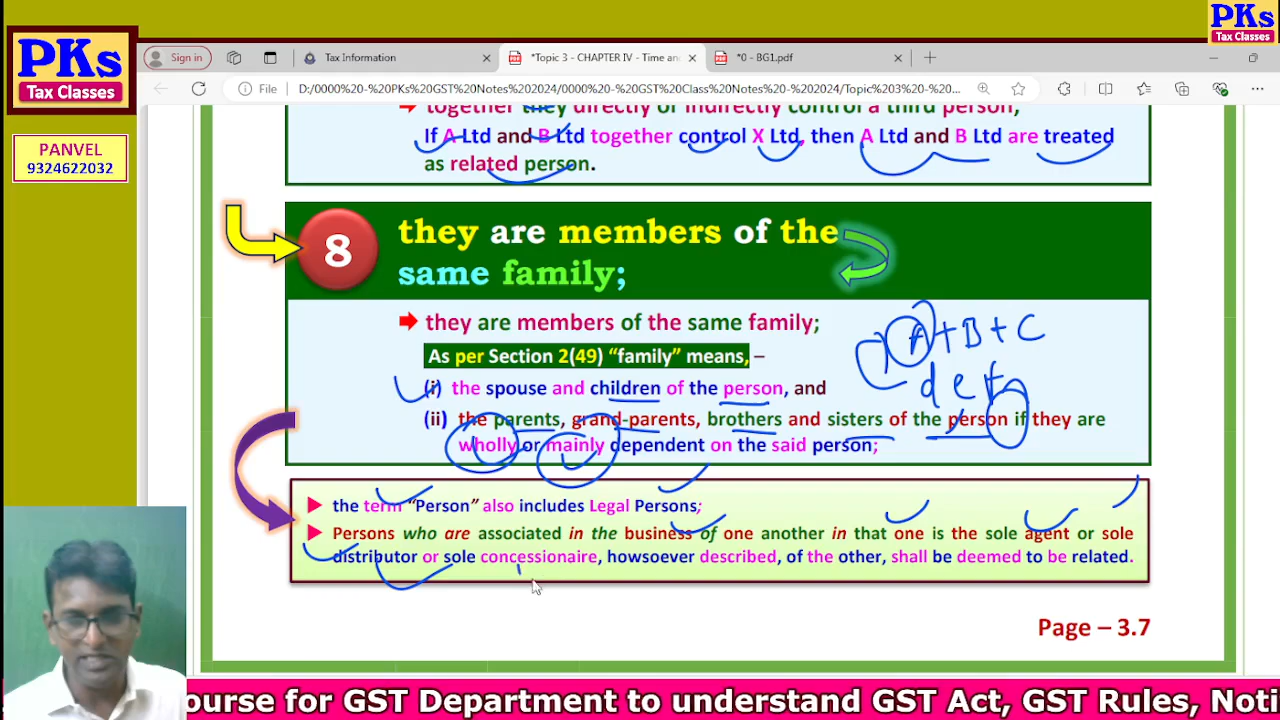 PKs
Tax Classes
PKs
Tax Classes
Sign in
Tax Information
*Topic 3 - CHAPTER IV - Time an
*0 - BG1.pdf
File
D:/0000%20-%20PKs%20GST%20Notes%202024/0000%20-%20GST%20Class%20Notes%20-%202024/Topic%203%20-%20...
PANVEL
9324622032
together they directly or indirectly control a third person;
If A Ltd and B Ltd together control X Ltd, then A Ltd and B Ltd are treated
as related person.
8
they are members of the
same family;
they are members of the same family;
A+B+C
As per Section 2(49) "family" means, –
(i) the spouse and children of the person, and
(ii) the parents, grand-parents, brothers and sisters of the person if they are
wholly or mainly dependent on the said person;
the term "Person" also includes Legal Persons;
Persons who are associated in the business of one another in that one is the sole agent or sole
distributor or sole concessionaire, howsoever described, of the other, shall be deemed to be related.
Page – 3.7
ourse for GST Department to understand GST Act, GST Rules, Noti